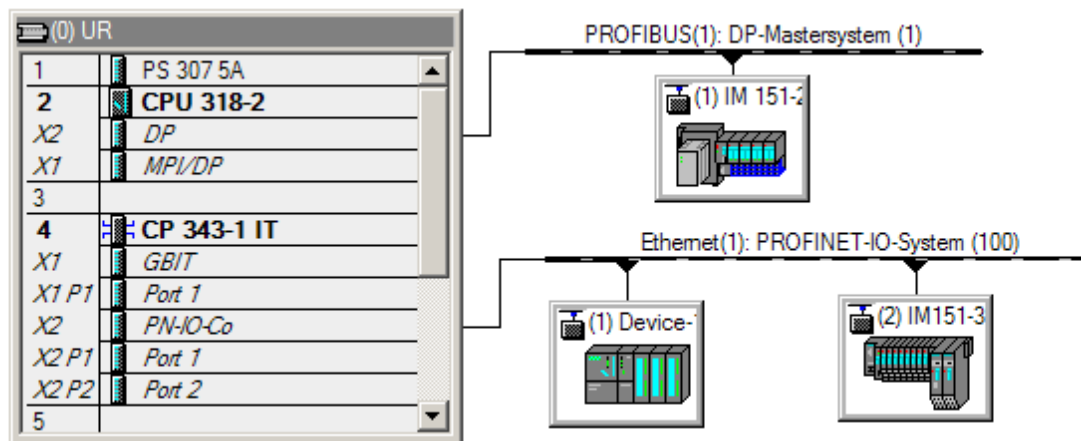 (0) UR
1 PS 307 5A
2 CPU 318-2
X2 DP
X1 MPI/DP
3
4 CP 343-1 IT
X1 GBIT
X1 P1 Port 1
X2 PN-IO-Co
X2 P1 Port 1
X2 P2 Port 2
5
PROFIBUS(1): DP-Mastersystem (1)
(1) IM 151-2
Ethernet(1): PROFINET-IO-System (100)
(1) Device-1
(2) IM151-3